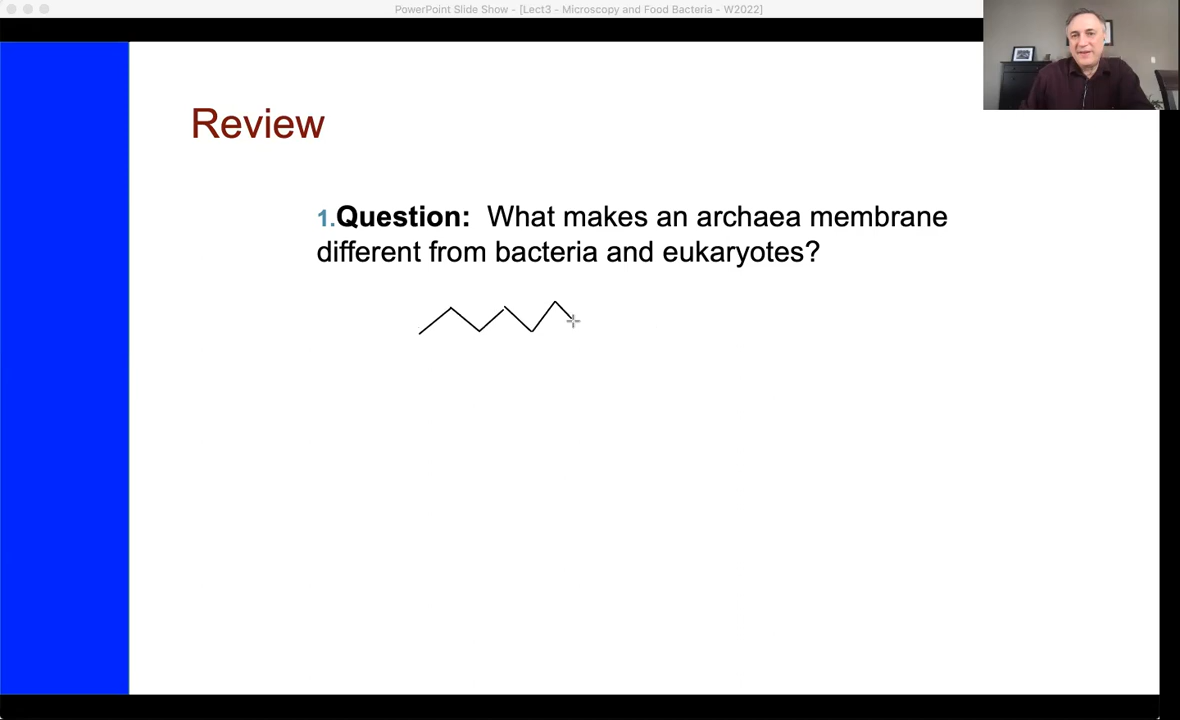 PowerPoint Slide Show - [Lect3 - Microscopy and Food Bacteria - W2022]
Review
1.Question: What makes an archaea membrane
different from bacteria and eukaryotes?